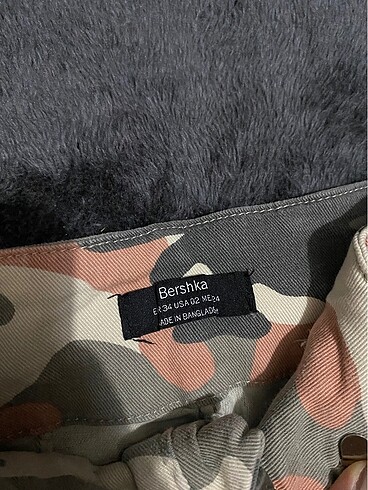 Bershka
EUR 34 USA 02 MEX 24
MADE IN BANGLADESH